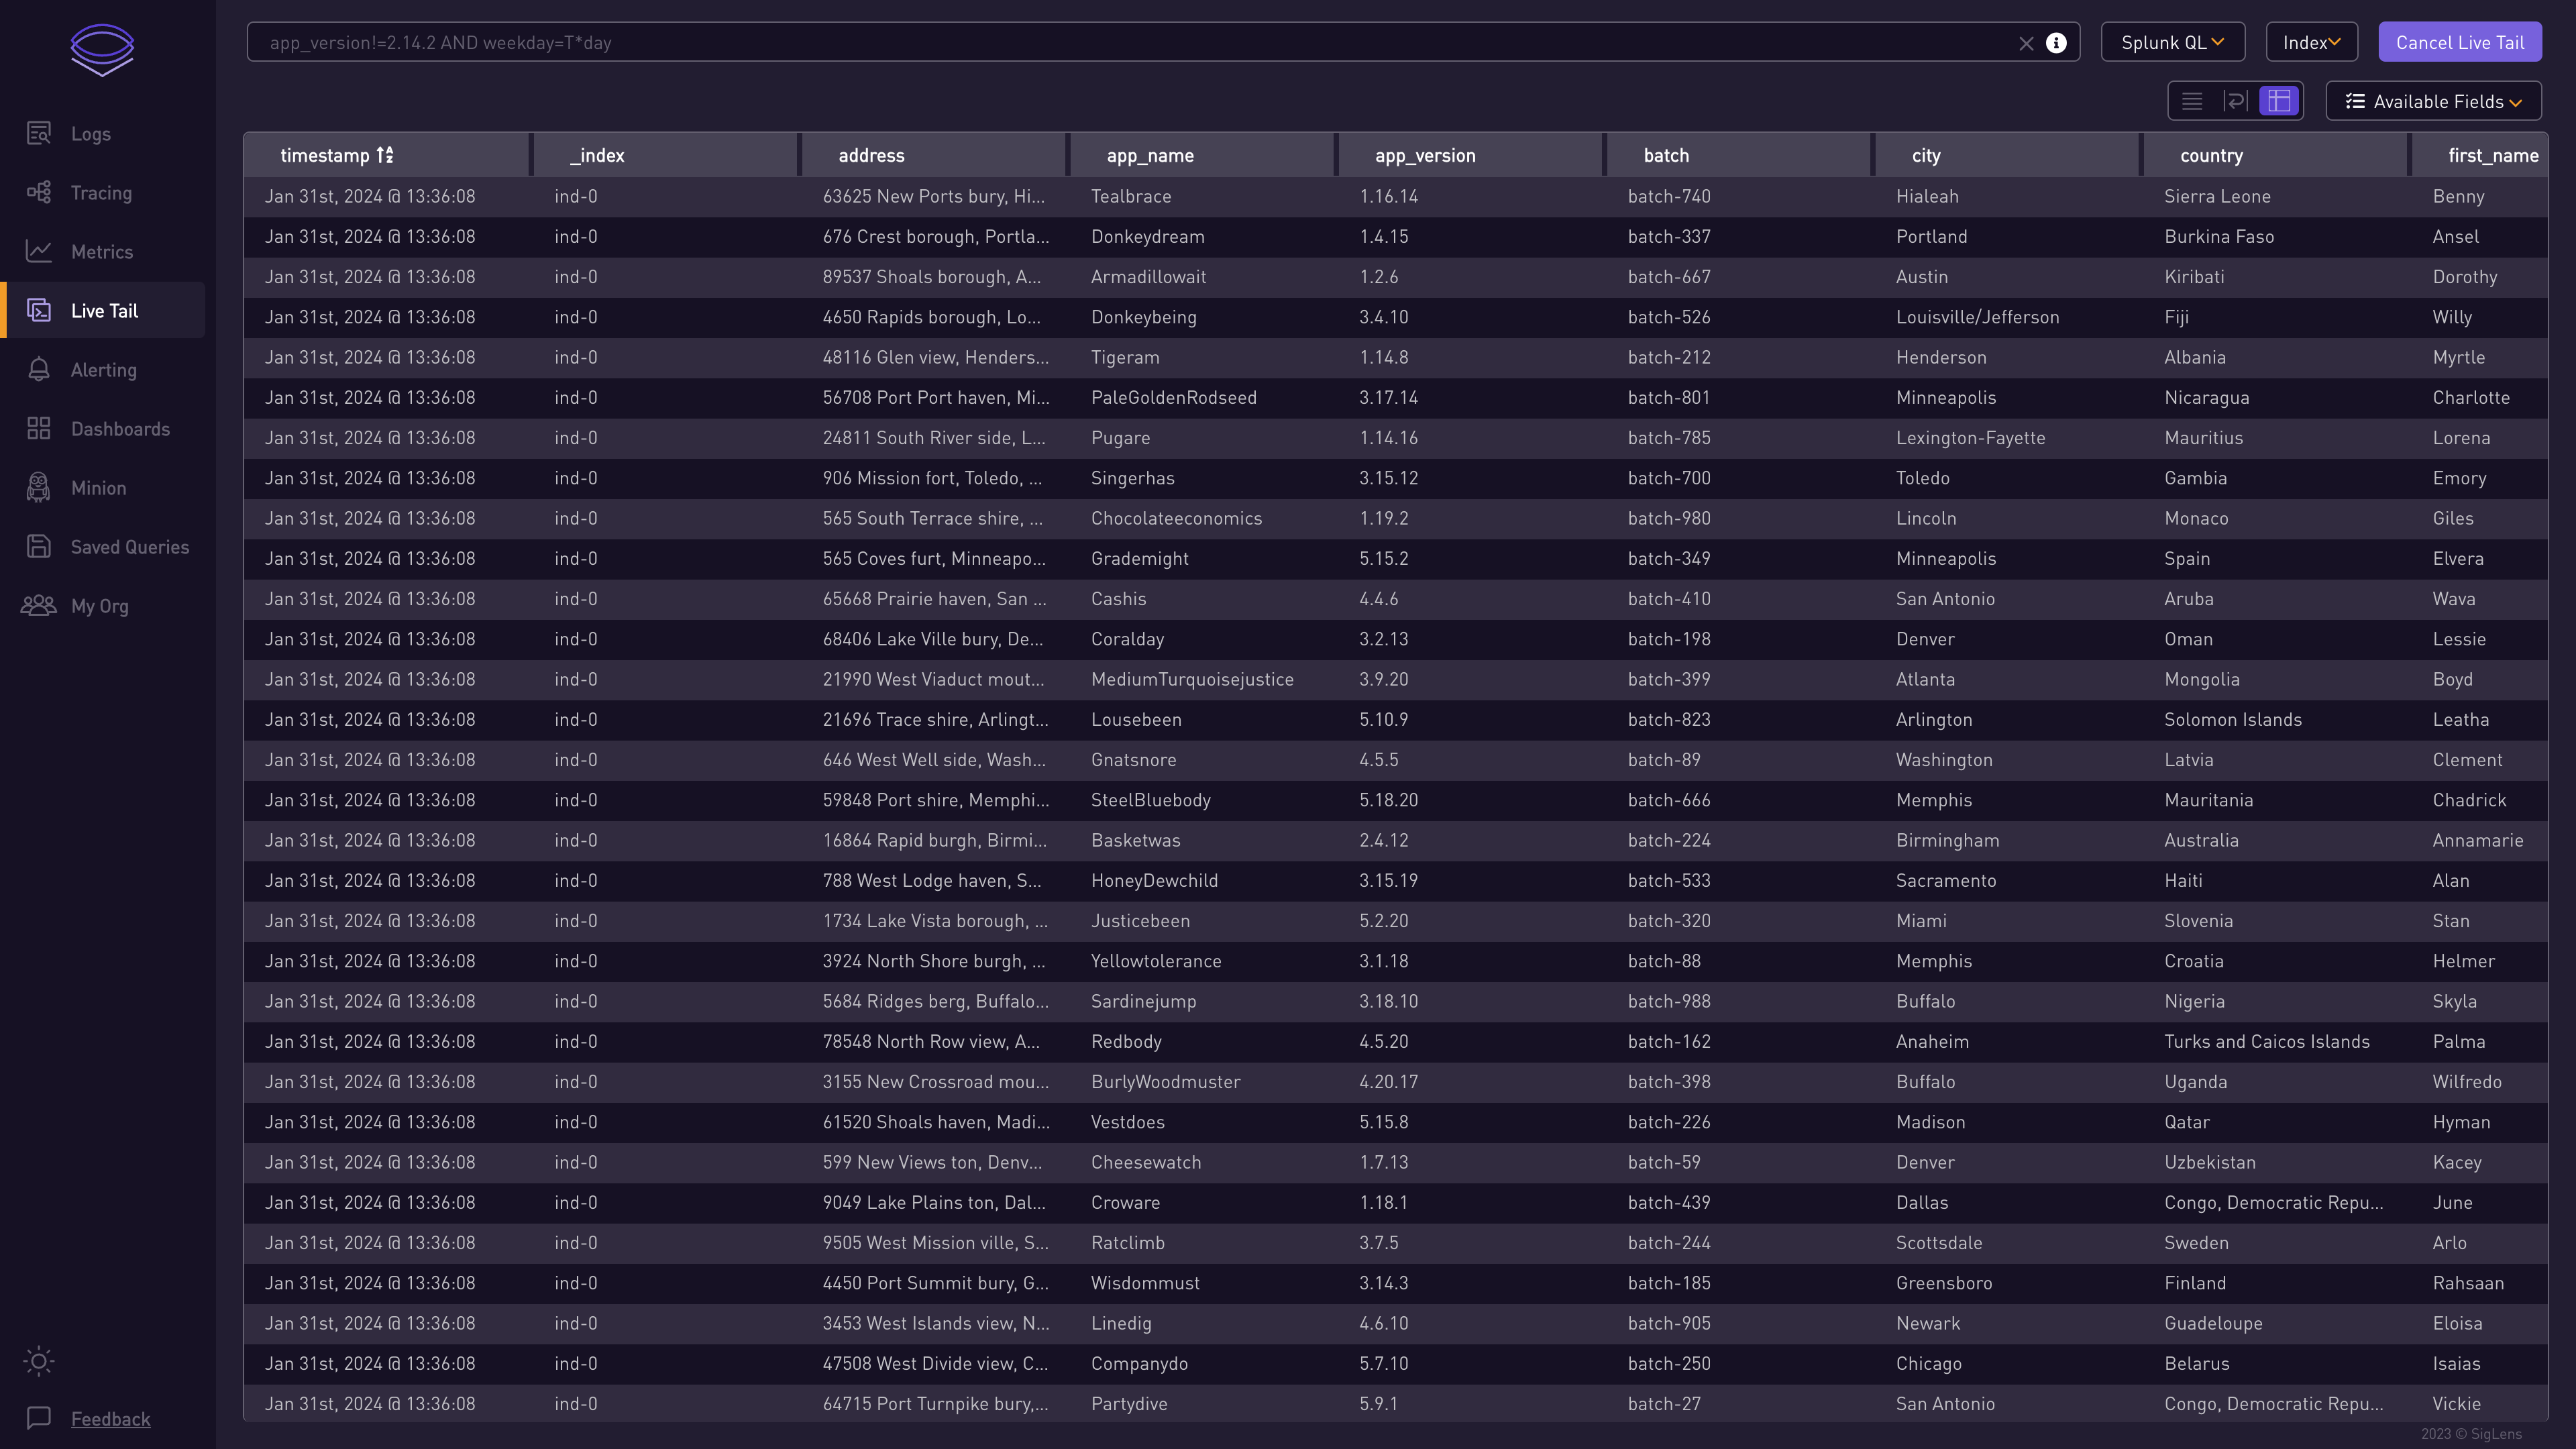 app_version!=2.14.2 AND weekday=T*day
Splunk QL
Index
Cancel Live Tail
Available Fields
Logs
Tracing
Metrics
Live Tail
Alerting
Dashboards
Minion
Saved Queries
My Org
Feedback
timestamp _index address app_name app_version batch city country first_name
Jan 31st, 2024 @ 13:36:08 ind-0 63625 New Ports bury, Hi... Tealbrace 1.16.14 batch-740 Hialeah Sierra Leone Benny
Jan 31st, 2024 @ 13:36:08 ind-0 676 Crest borough, Portla... Donkeydream 1.4.15 batch-337 Portland Burkina Faso Ansel
Jan 31st, 2024 @ 13:36:08 ind-0 89537 Shoals borough, A... Armadillowait 1.2.6 batch-667 Austin Kiribati Dorothy
Jan 31st, 2024 @ 13:36:08 ind-0 4650 Rapids borough, Lo... Donkeybeing 3.4.10 batch-526 Louisville/Jefferson Fiji Willy
Jan 31st, 2024 @ 13:36:08 ind-0 48116 Glen view, Henders... Tigeram 1.14.8 batch-212 Henderson Albania Myrtle
Jan 31st, 2024 @ 13:36:08 ind-0 56708 Port Port haven, Mi... PaleGoldenRodseed 3.17.14 batch-801 Minneapolis Nicaragua Charlotte
Jan 31st, 2024 @ 13:36:08 ind-0 24811 South River side, L... Pugare 1.14.16 batch-785 Lexington-Fayette Mauritius Lorena
Jan 31st, 2024 @ 13:36:08 ind-0 906 Mission fort, Toledo, ... Singerhas 3.15.12 batch-700 Toledo Gambia Emory
Jan 31st, 2024 @ 13:36:08 ind-0 565 South Terrace shire, ... Chocolateeconomics 1.19.2 batch-980 Lincoln Monaco Giles
Jan 31st, 2024 @ 13:36:08 ind-0 565 Coves furt, Minneapo... Grademight 5.15.2 batch-349 Minneapolis Spain Elvera
Jan 31st, 2024 @ 13:36:08 ind-0 65668 Prairie haven, San ... Cashis 4.4.6 batch-410 San Antonio Aruba Wava
Jan 31st, 2024 @ 13:36:08 ind-0 68406 Lake Ville bury, De... Coralday 3.2.13 batch-198 Denver Oman Lessie
Jan 31st, 2024 @ 13:36:08 ind-0 21990 West Viaduct mout... MediumTurquoisejustice 3.9.20 batch-399 Atlanta Mongolia Boyd
Jan 31st, 2024 @ 13:36:08 ind-0 21696 Trace shire, Arlingt... Lousebeen 5.10.9 batch-823 Arlington Solomon Islands Leatha
Jan 31st, 2024 @ 13:36:08 ind-0 646 West Well side, Wash... Gnatsnore 4.5.5 batch-89 Washington Latvia Clement
Jan 31st, 2024 @ 13:36:08 ind-0 59848 Port shire, Memphi... SteelBluebody 5.18.20 batch-666 Memphis Mauritania Chadrick
Jan 31st, 2024 @ 13:36:08 ind-0 16864 Rapid burgh, Birmi... Basketwas 2.4.12 batch-224 Birmingham Australia Annamarie
Jan 31st, 2024 @ 13:36:08 ind-0 788 West Lodge haven, S... HoneyDewchild 3.15.19 batch-533 Sacramento Haiti Alan
Jan 31st, 2024 @ 13:36:08 ind-0 1734 Lake Vista borough, ... Justicebeen 5.2.20 batch-320 Miami Slovenia Stan
Jan 31st, 2024 @ 13:36:08 ind-0 3924 North Shore burgh, ... Yellowtolerance 3.1.18 batch-88 Memphis Croatia Helmer
Jan 31st, 2024 @ 13:36:08 ind-0 5684 Ridges berg, Buffalo... Sardinejump 3.18.10 batch-988 Buffalo Nigeria Skyla
Jan 31st, 2024 @ 13:36:08 ind-0 78548 North Row view, A... Redbody 4.5.20 batch-162 Anaheim Turks and Caicos Islands Palma
Jan 31st, 2024 @ 13:36:08 ind-0 3155 New Crossroad mou... BurlyWoodmuster 4.20.17 batch-398 Buffalo Uganda Wilfredo
Jan 31st, 2024 @ 13:36:08 ind-0 61520 Shoals haven, Madi... Vestdoes 5.15.8 batch-226 Madison Qatar Hyman
Jan 31st, 2024 @ 13:36:08 ind-0 599 New Views ton, Denv... Cheesewatch 1.7.13 batch-59 Denver Uzbekistan Kacey
Jan 31st, 2024 @ 13:36:08 ind-0 9049 Lake Plains ton, Dal... Croware 1.18.1 batch-439 Dallas Congo, Democratic Repu... June
Jan 31st, 2024 @ 13:36:08 ind-0 9505 West Mission ville, S... Ratclimb 3.7.5 batch-244 Scottsdale Sweden Arlo
Jan 31st, 2024 @ 13:36:08 ind-0 4450 Port Summit bury, G... Wisdommust 3.14.3 batch-185 Greensboro Finland Rahsaan
Jan 31st, 2024 @ 13:36:08 ind-0 3453 West Islands view, N... Linedig 4.6.10 batch-905 Newark Guadeloupe Eloisa
Jan 31st, 2024 @ 13:36:08 ind-0 47508 West Divide view, C... Companydo 5.7.10 batch-250 Chicago Belarus Isaias
Jan 31st, 2024 @ 13:36:08 ind-0 64715 Port Turnpike bury,... Partydive 5.9.1 batch-27 San Antonio Congo, Democratic Repu... Vickie
2023 © SigLens